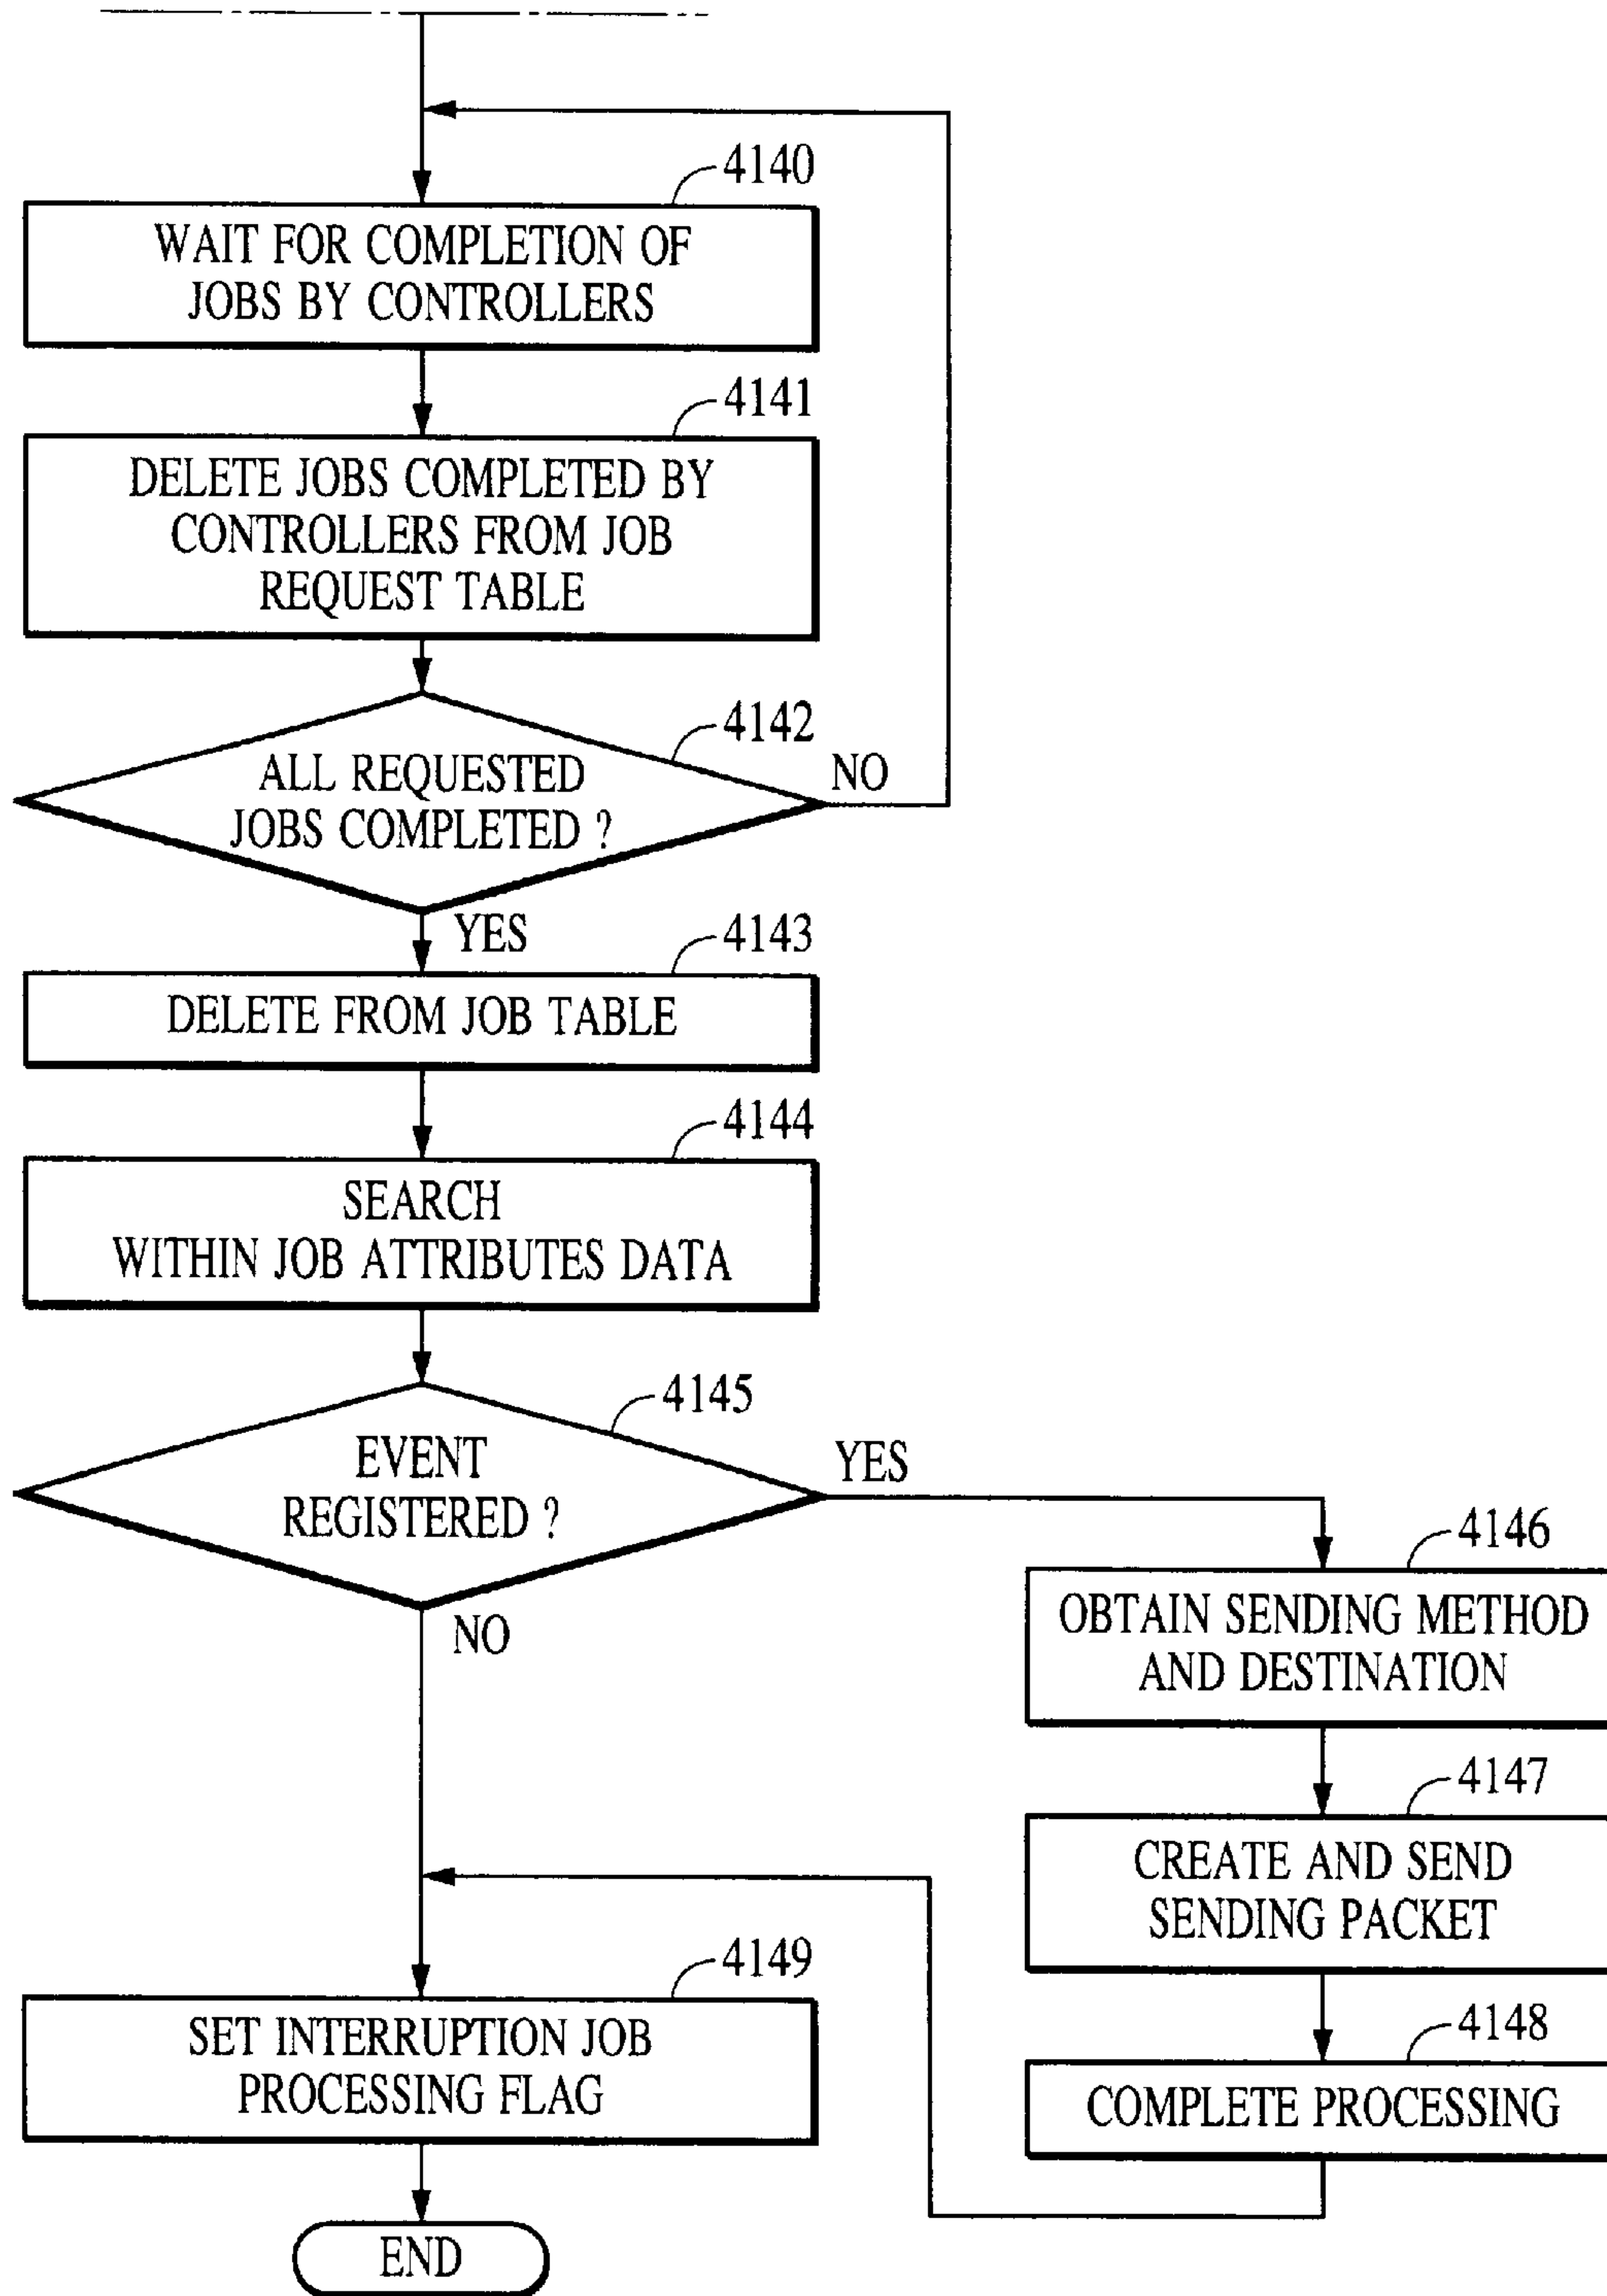 4140
WAIT FOR COMPLETION OF
JOBS BY CONTROLLERS
4141
DELETE JOBS COMPLETED BY
CONTROLLERS FROM JOB
REQUEST TABLE
4142
ALL REQUESTED
JOBS COMPLETED ?
NO
YES
4143
DELETE FROM JOB TABLE
4144
SEARCH
WITHIN JOB ATTRIBUTES DATA
4145
EVENT
REGISTERED ?
YES
NO
4146
OBTAIN SENDING METHOD
AND DESTINATION
4147
CREATE AND SEND
SENDING PACKET
4148
COMPLETE PROCESSING
4149
SET INTERRUPTION JOB
PROCESSING FLAG
END